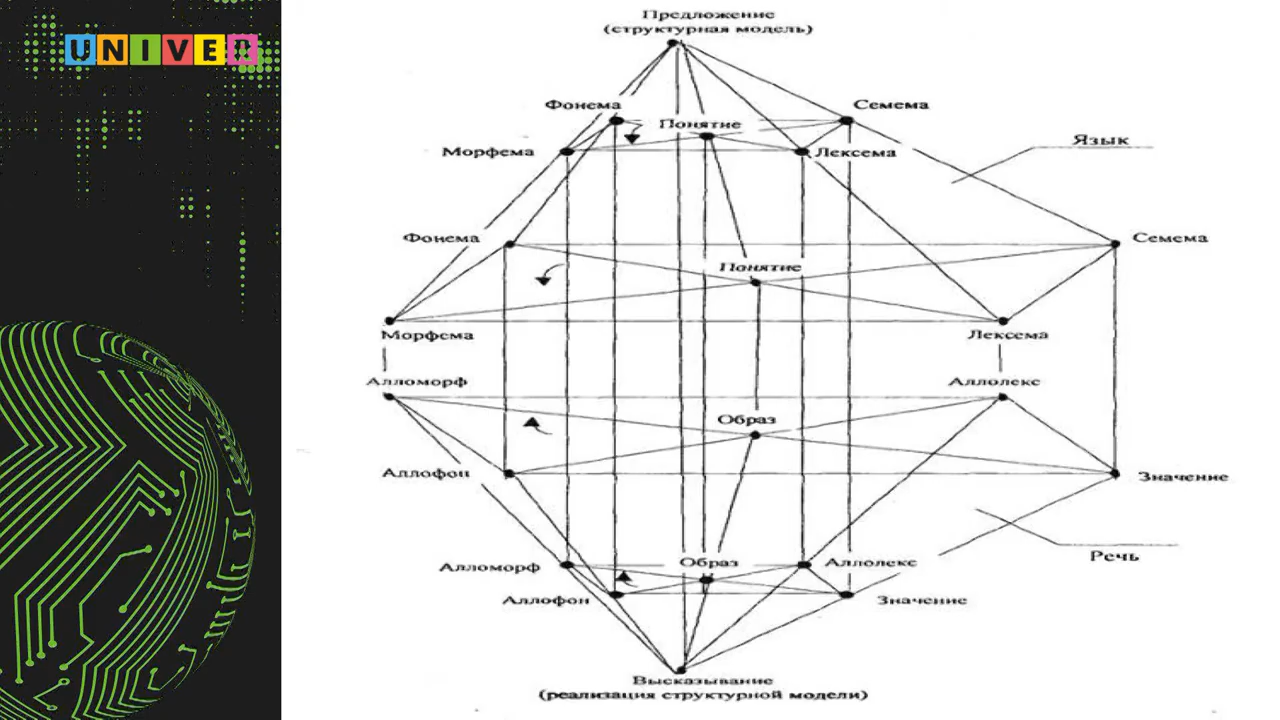 UNIVER
Предложение
(структурная модель)
Фонема
Семема
Понятие
Морфема
Лексема
Язык
Фонема
Семема
Понятие
Морфема
Лексема
Алломорф
Аллолекс
Образ
Аллофон
Значение
Речь
Образ
Аллолекс
Алломорф
Аллофон
Значение
Высказывание
(реализация структурной модели)